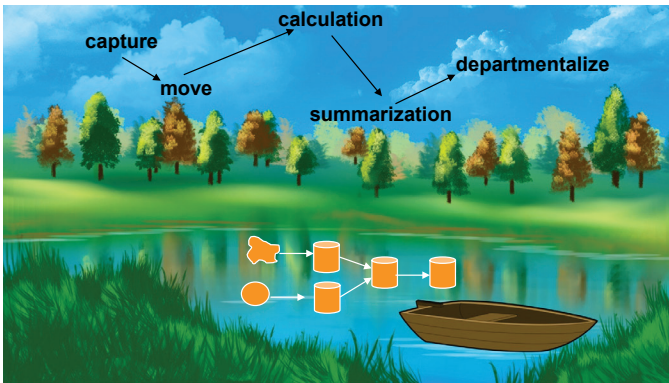 capture
move
calculation
summarization
departmentalize